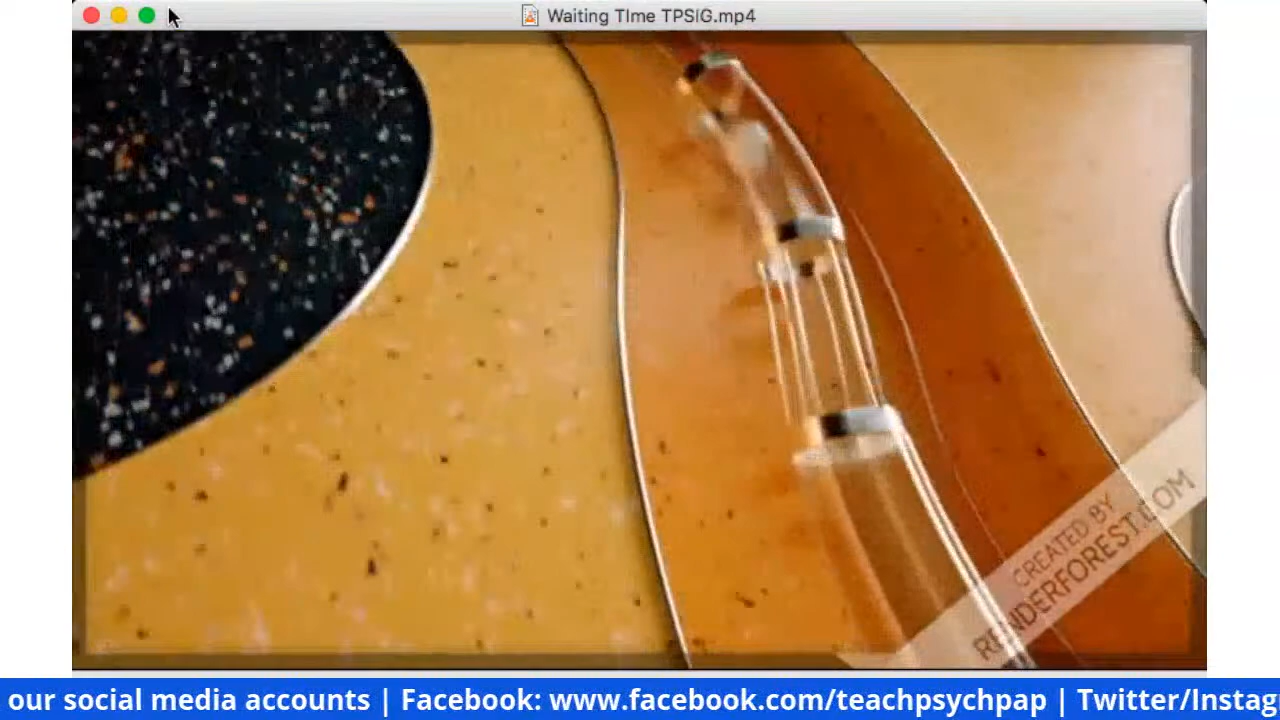 Waiting TIme TPSIG.mp4
CREATED BY
RENDERFOREST.COM
our social media accounts | Facebook: www.facebook.com/teachpsychpap | Twitter/Instag